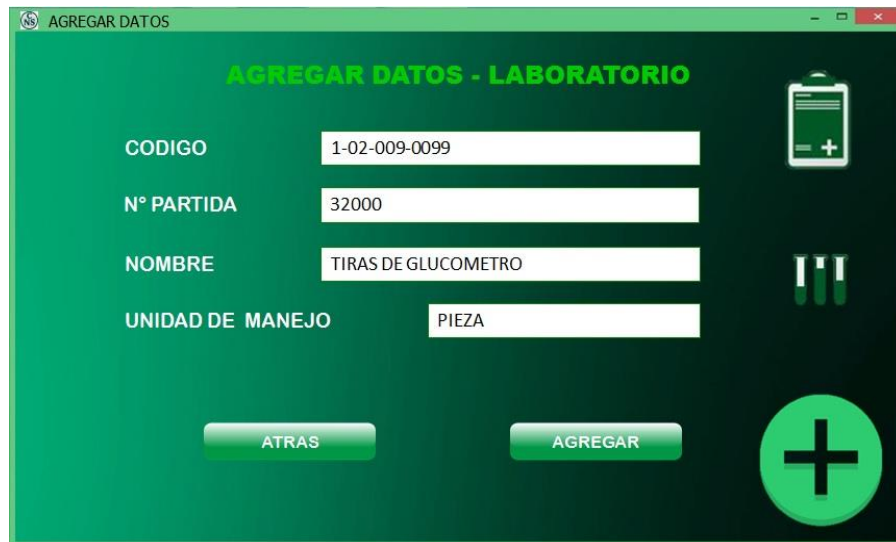 AGREGAR DATOS
AGREGAR DATOS - LABORATORIO
CODIGO 1-02-009-0099
N° PARTIDA 32000
NOMBRE TIRAS DE GLUCOMETRO
UNIDAD DE MANEJO PIEZA
ATRAS AGREGAR